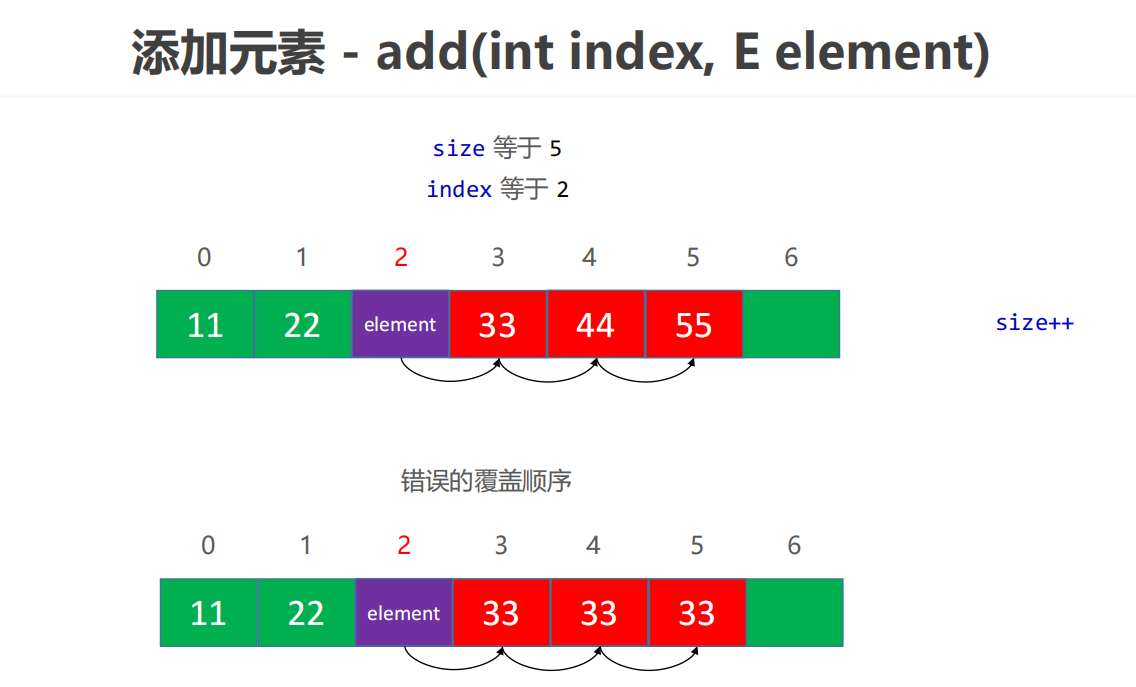 添加元素 - add(int index, E element)
size 等于 5
index 等于 2
0 1 2 3 4 5 6
11 22 element 33 44 55
size++
错误的覆盖顺序
0 1 2 3 4 5 6
11 22 element 33 33 33